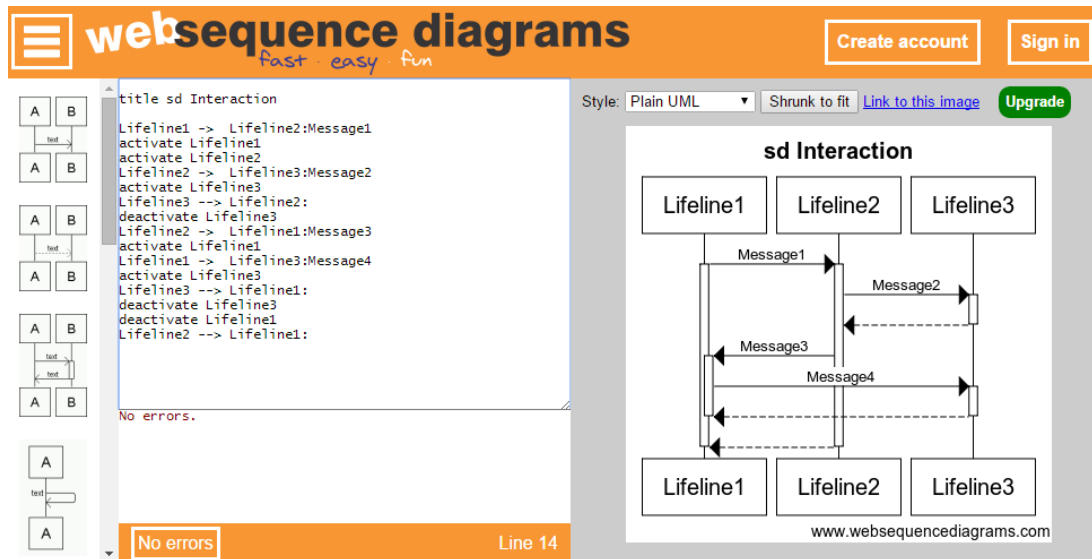 websequence diagrams
fast · easy · fun
Create account
Sign in
A B
text
A B
A B
text
A B
A B
text
text
A B
A
text
A
title sd Interaction
Lifeline1 -> Lifeline2:Message1
activate Lifeline1
activate Lifeline2
Lifeline2 -> Lifeline3:Message2
activate Lifeline3
Lifeline3 --> Lifeline2:
deactivate Lifeline3
Lifeline2 -> Lifeline1:Message3
activate Lifeline1
Lifeline1 -> Lifeline3:Message4
activate Lifeline3
Lifeline3 --> Lifeline1:
deactivate Lifeline3
deactivate Lifeline1
Lifeline2 --> Lifeline1:
No errors.
No errors
Line 14
Style: Plain UML
Shrunk to fit
Link to this image
Upgrade
sd Interaction
Lifeline1 Lifeline2 Lifeline3
Message1
Message2
Message3
Message4
Lifeline1 Lifeline2 Lifeline3
www.websequencediagrams.com